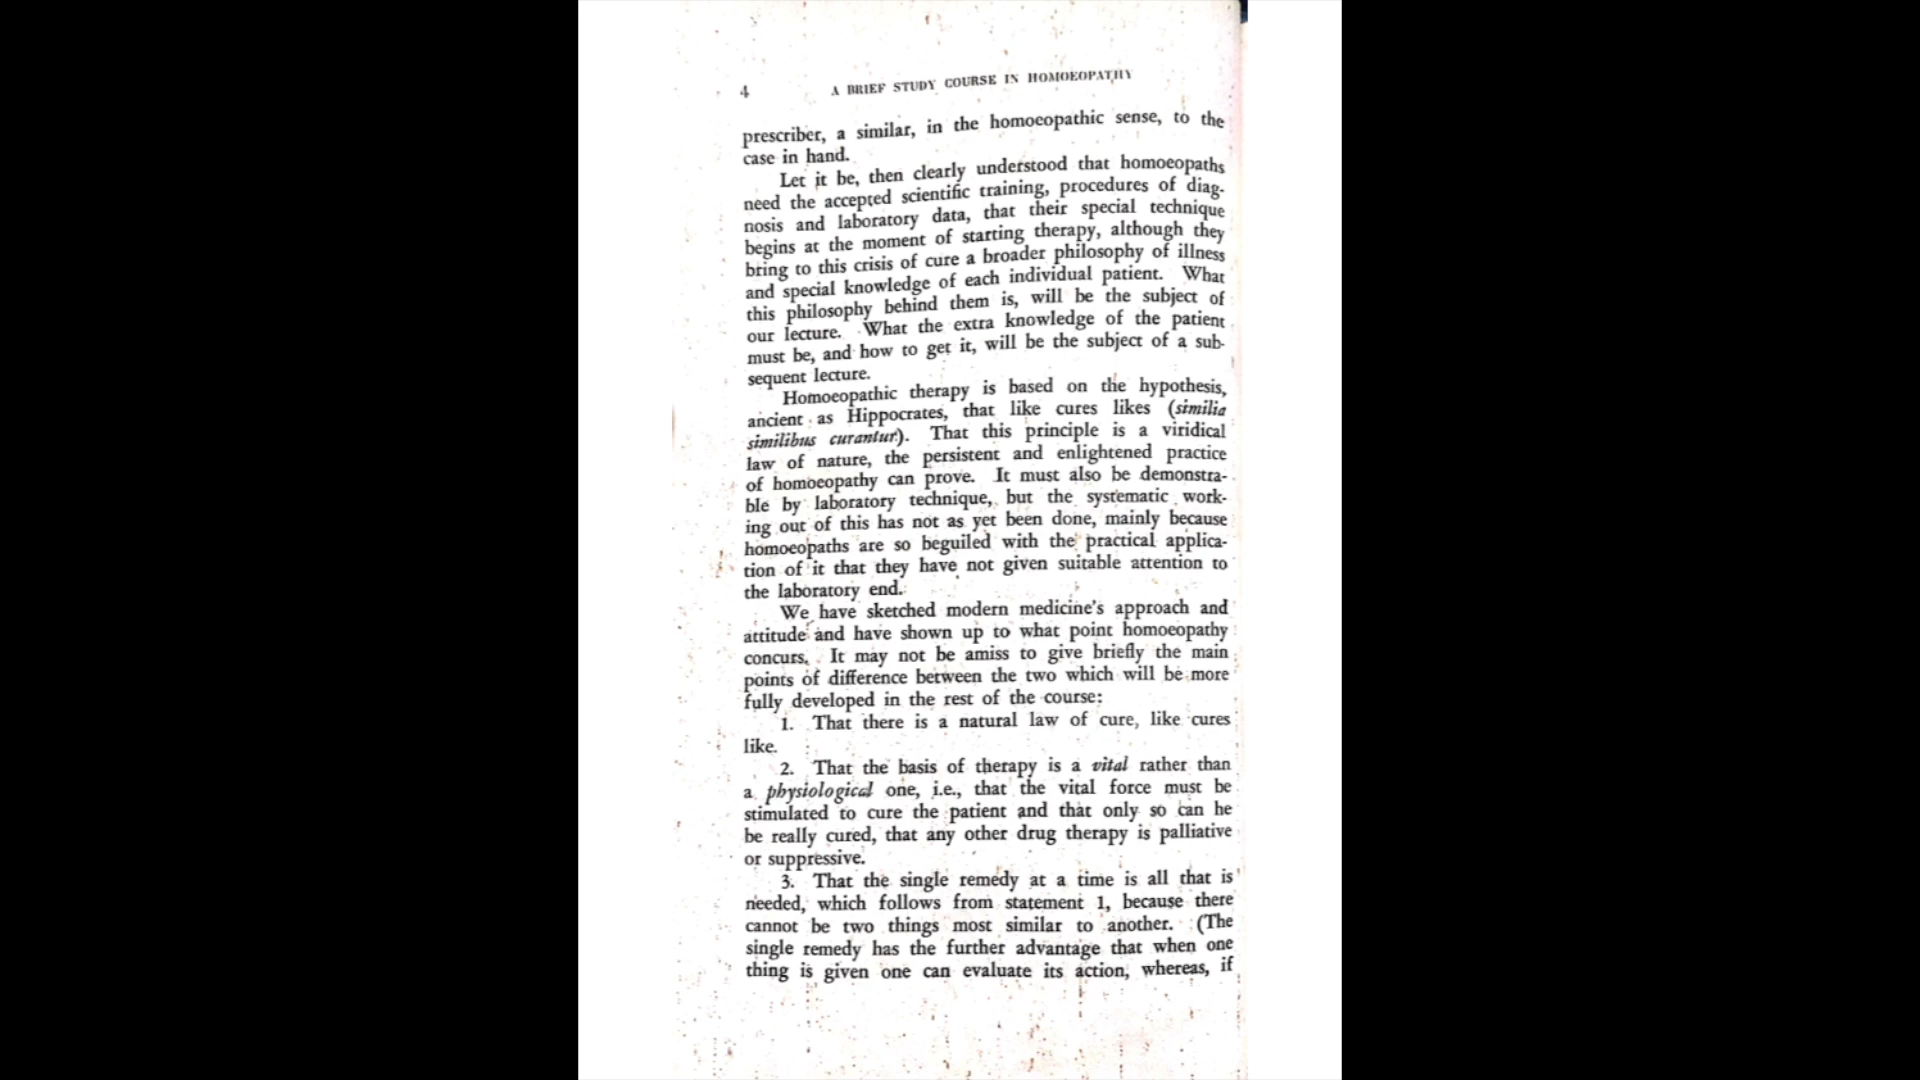 4 A BRIEF STUDY COURSE IN HOMOEOPATHY
prescriber, a similar, in the homoeopathic sense, to the
case in hand.
Let it be, then clearly understood that homoeopaths
need the accepted scientific training, procedures of diag-
nosis and laboratory data, that their special technique
begins at the moment of starting therapy, although they
bring to this crisis of cure a broader philosophy of illness
and special knowledge of each individual patient. What
this philosophy behind them is, will be the subject of
our lecture. What the extra knowledge of the patient
must be, and how to get it, will be the subject of a sub-
sequent lecture.
Homoeopathic therapy is based on the hypothesis,
ancient as Hippocrates, that like cures likes (similia
similibus curantur). That this principle is a viridical
law of nature, the persistent and enlightened practice
of homoeopathy can prove. It must also be demonstra-
ble by laboratory technique, but the systematic work-
ing out of this has not as yet been done, mainly because
homoeopaths are so beguiled with the practical applica-
tion of it that they have not given suitable attention to
the laboratory end.
We have sketched modern medicine's approach and
attitude and have shown up to what point homoeopathy
concurs. It may not be amiss to give briefly the main
points of difference between the two which will be more
fully developed in the rest of the course:
1. That there is a natural law of cure, like cures
like.
2. That the basis of therapy is a vital rather than
a physiological one, i.e., that the vital force must be
stimulated to cure the patient and that only so can he
be really cured, that any other drug therapy is palliative
or suppressive.
3. That the single remedy at a time is all that is
needed, which follows from statement 1, because there
cannot be two things most similar to another. (The
single remedy has the further advantage that when one
thing is given one can evaluate its action, whereas, if